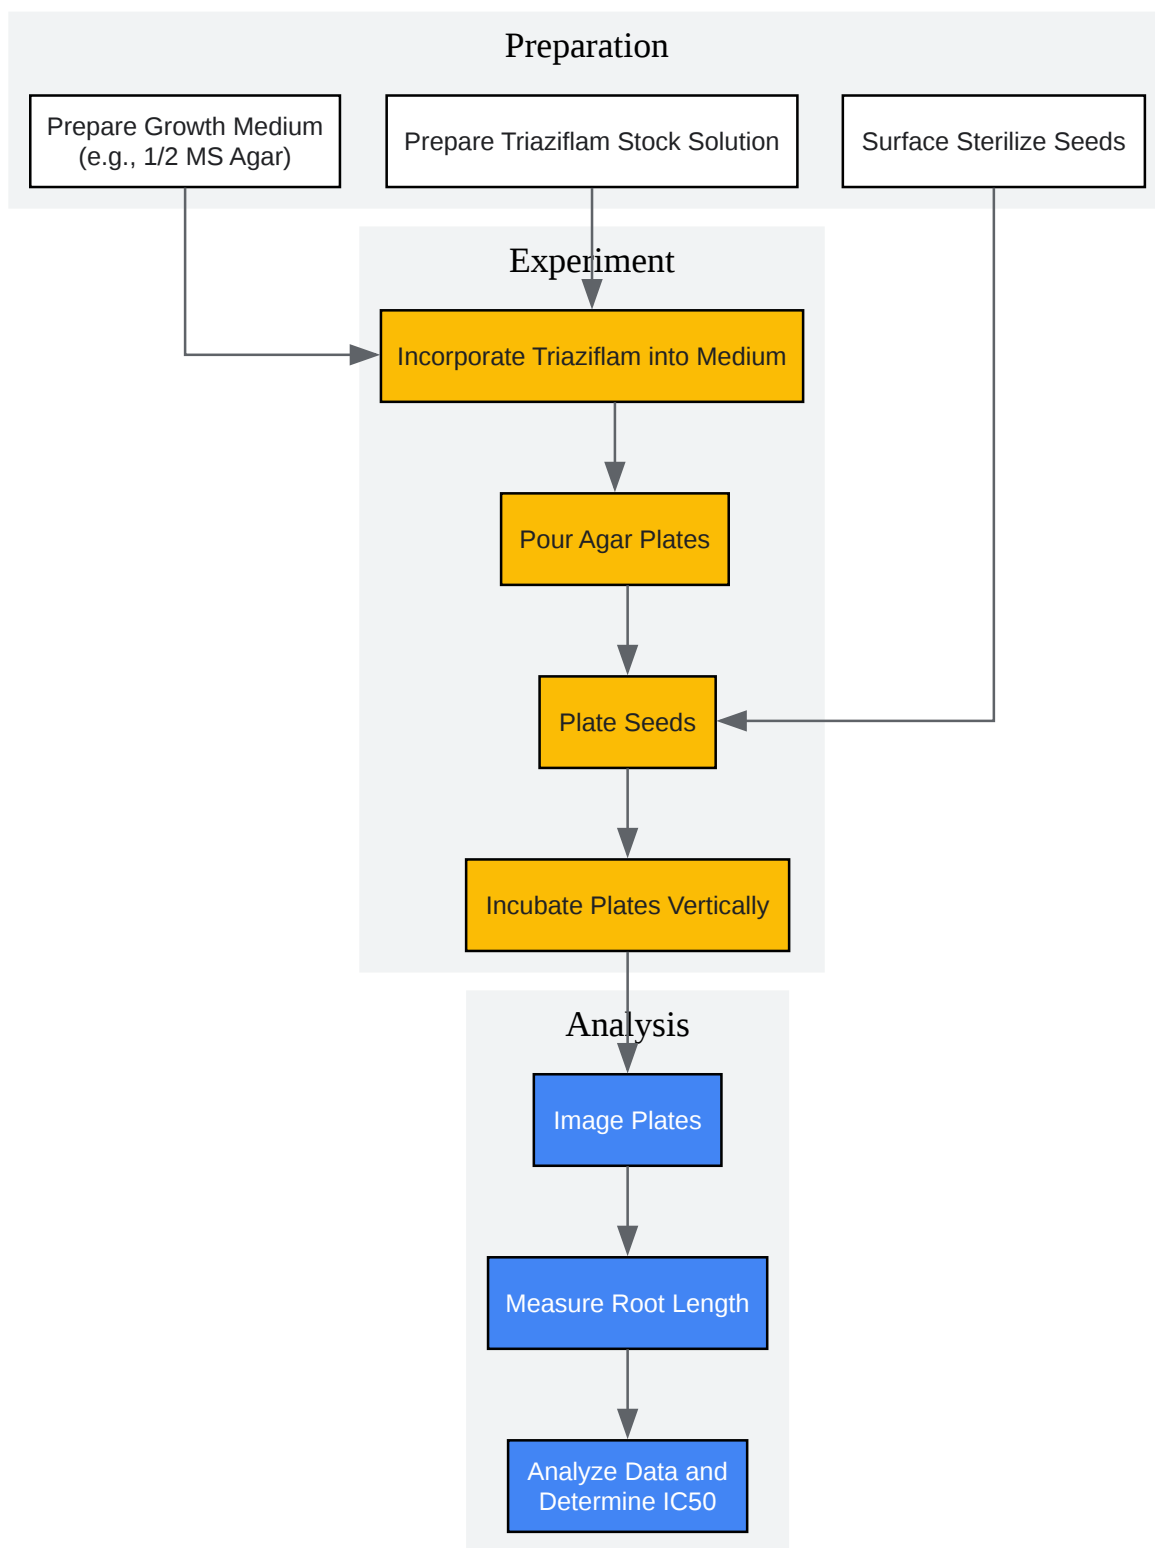 Preparation
Prepare Growth Medium
(e.g., 1/2 MS Agar)
Prepare Triaziflam Stock Solution
Surface Sterilize Seeds
Experiment
Incorporate Triaziflam into Medium
Pour Agar Plates
Plate Seeds
Incubate Plates Vertically
Analysis
Image Plates
Measure Root Length
Analyze Data and
Determine IC50